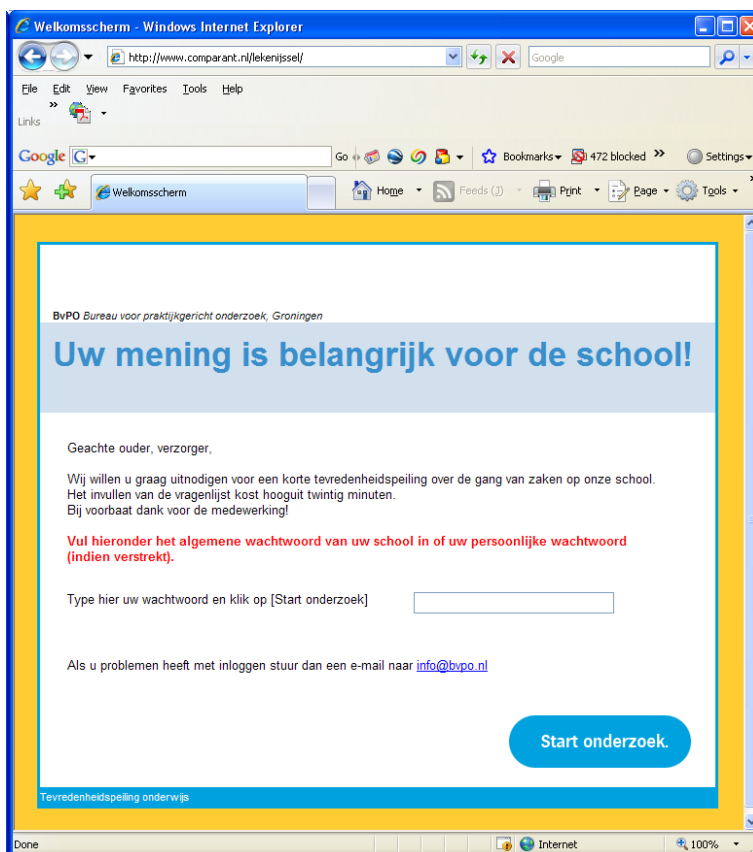 Welkomsscherm - Windows Internet Explorer
http://www.comparant.nl/lekenijssel/
Google
File Edit View Favorites Tools Help
»
Links
Google G Go Bookmarks 472 blocked » Settings
Welkomsscherm Home Feeds (J) Print Page Tools »
BvPO Bureau voor praktijkgericht onderzoek, Groningen
Uw mening is belangrijk voor de school!
Geachte ouder, verzorger,
Wij willen u graag uitnodigen voor een korte tevredenheidspeiling over de gang van zaken op onze school.
Het invullen van de vragenlijst kost hooguit twintig minuten.
Bij voorbaat dank voor de medewerking!
Vul hieronder het algemene wachtwoord van uw school in of uw persoonlijke wachtwoord
(indien verstrekt).
Type hier uw wachtwoord en klik op [Start onderzoek]
Als u problemen heeft met inloggen stuur dan een e-mail naar info@bvpo.nl
Start onderzoek.
Tevredenheidspeiling onderwijs
Done Internet 100%